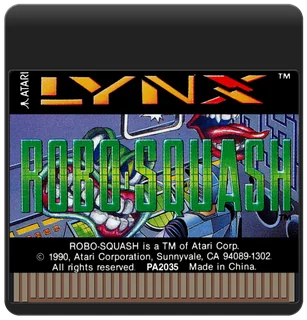 ATARI
LYNX™
ROBO-SQUASH
ROBO-SQUASH is a TM of Atari Corp.
© 1990, Atari Corporation, Sunnyvale, CA 94089-1302
All rights reserved PA2035 Made in China.